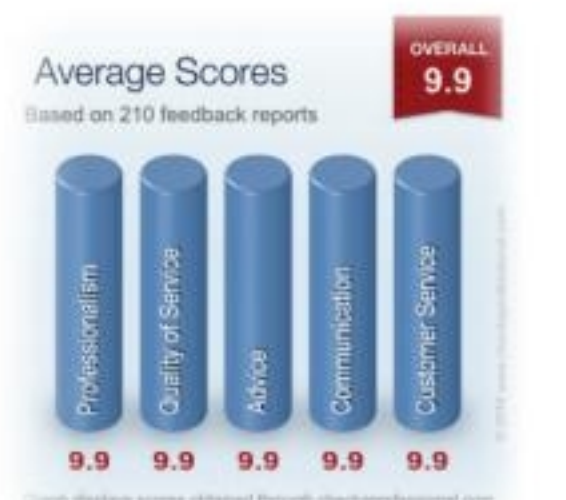 OVERALL
9.9
Average Scores
Based on 210 feedback reports
Professionalism
Quality of Service
Advice
Communication
Customer Service
9.9 9.9 9.9 9.9 9.9